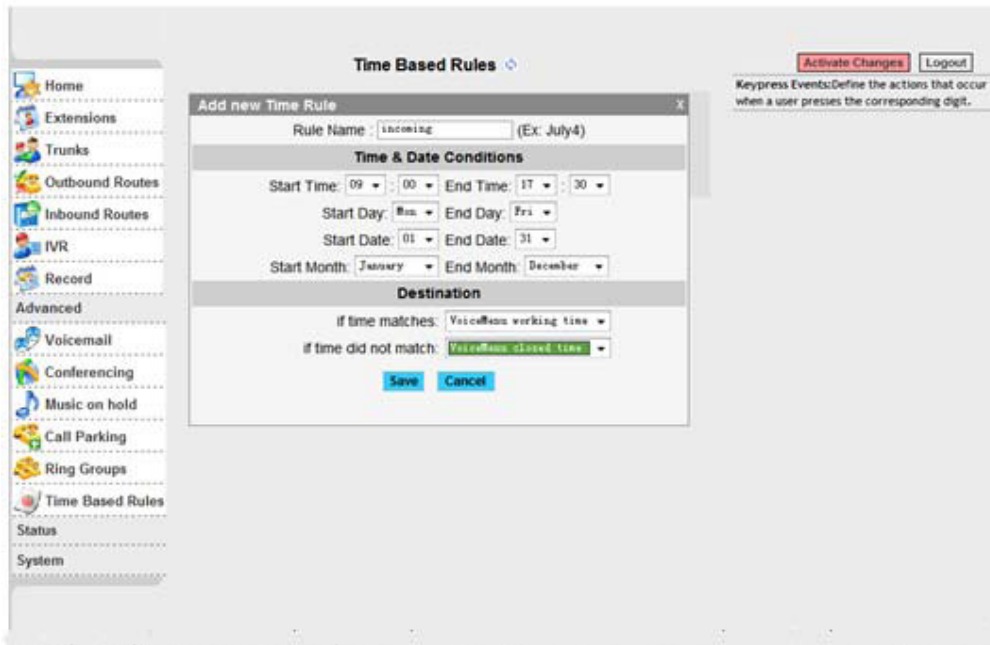 Time Based Rules
Activate Changes Logout
Keypress Events:Define the actions that occur
when a user presses the corresponding digit.
Home
Extensions
Trunks
Outbound Routes
Inbound Routes
IVR
Record
Advanced
Voicemail
Conferencing
Music on hold
Call Parking
Ring Groups
Time Based Rules
Status
System
Add new Time Rule X
Rule Name : incoming (Ex: July4)
Time & Date Conditions
Start Time: 09 : 00 End Time: 17 : 30
Start Day: Mon End Day: Fri
Start Date: 01 End Date: 31
Start Month: January End Month: December
Destination
if time matches: VoiceMenu working time
if time did not match: VoiceMenu closed time
Save Cancel